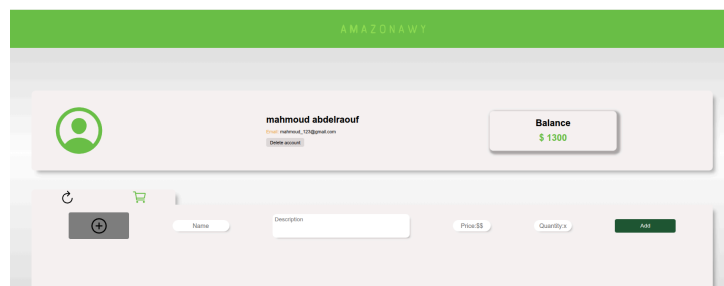 AMAZONAWY
mahmoud abdelraouf
Email: mahmoud_123@gmail.com
Delete account
Balance
$ 1300
Name
Description
Price:$$
Quantity:x
Add